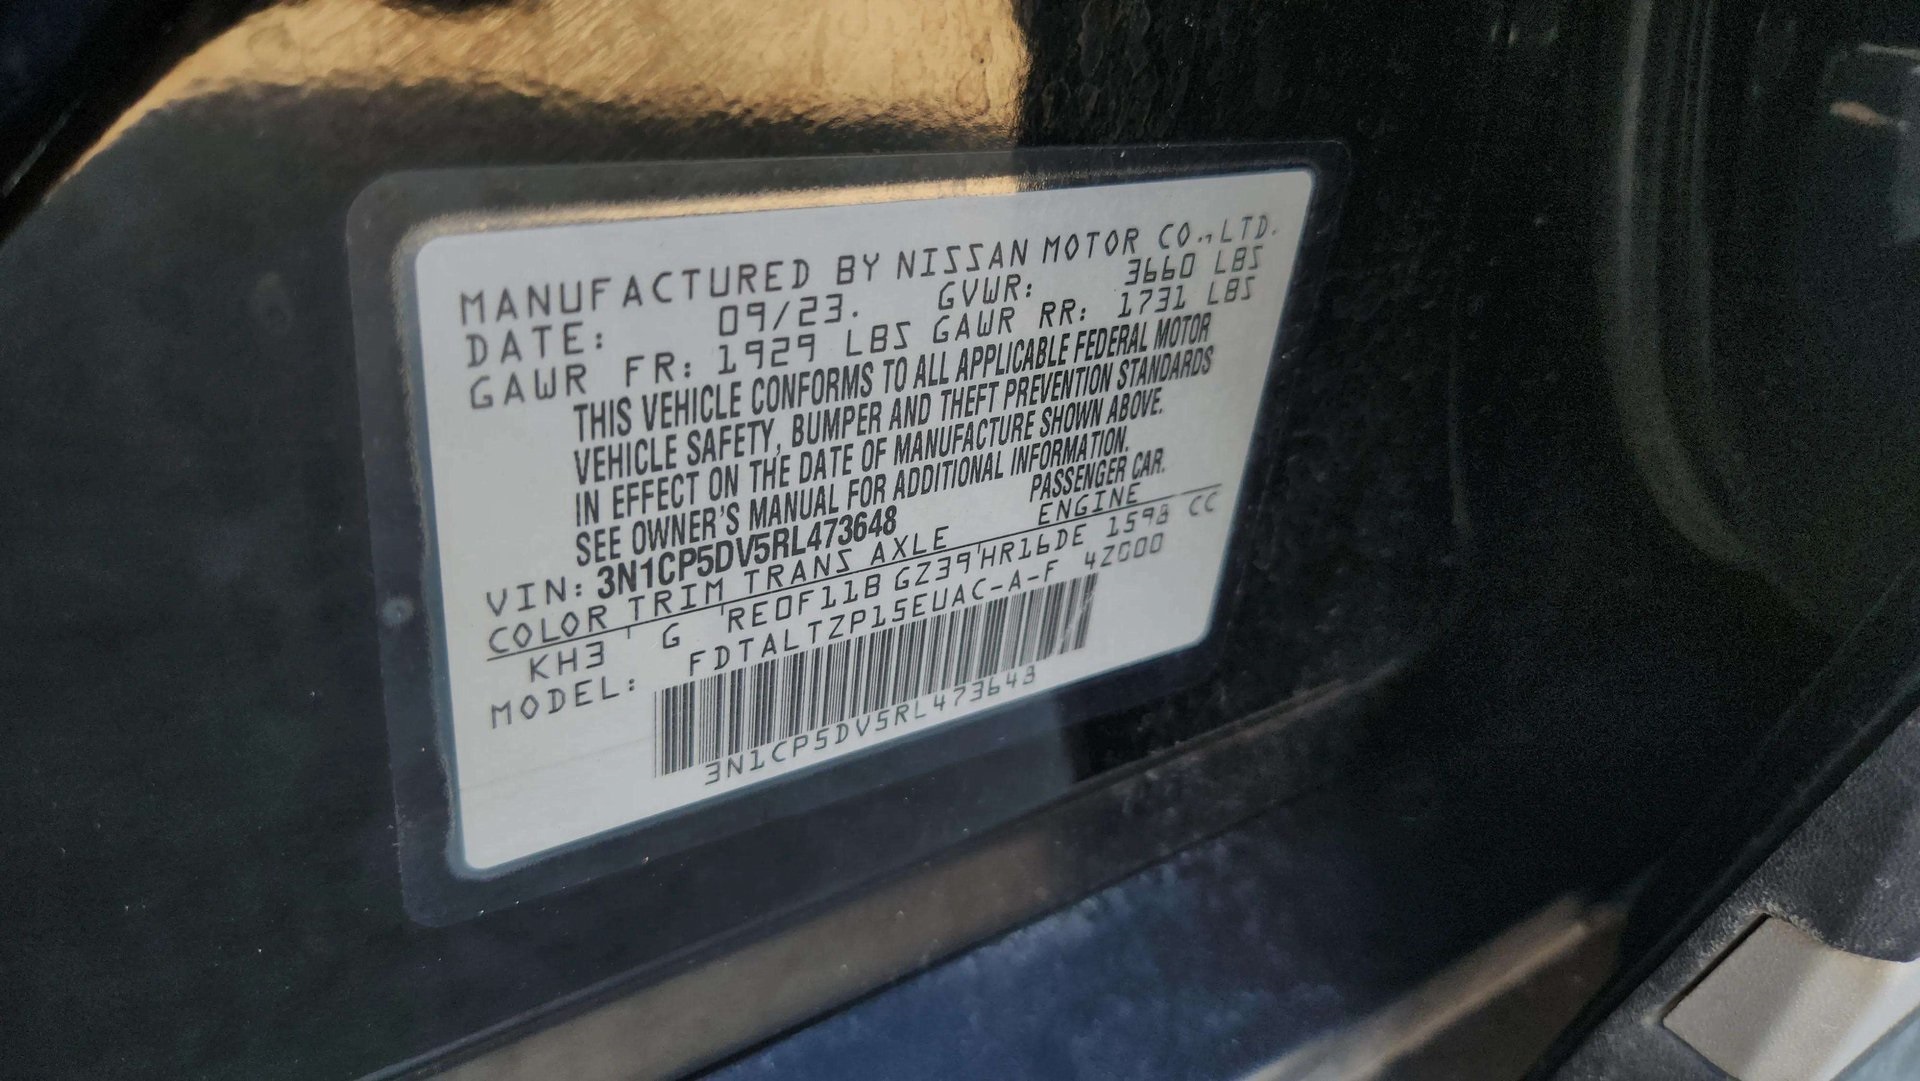 MANUFACTURED BY NISSAN MOTOR CO.,LTD.
DATE: 09/23. GVWR: 3660 LBS
GAWR FR: 1929 LBS GAWR RR: 1731 LBS
THIS VEHICLE CONFORMS TO ALL APPLICABLE FEDERAL MOTOR
VEHICLE SAFETY, BUMPER AND THEFT PREVENTION STANDARDS
IN EFFECT ON THE DATE OF MANUFACTURE SHOWN ABOVE.
SEE OWNER'S MANUAL FOR ADDITIONAL INFORMATION.
VIN: 3N1CP5DV5RL473648 PASSENGER CAR.
COLOR TRIM TRANS AXLE ENGINE
KH3 G RE0F11B GZ39 HR16DE 1598 CC
MODEL: FDTALTZP15EUAC-A-F 4Z000
3N1CP5DV5RL473648